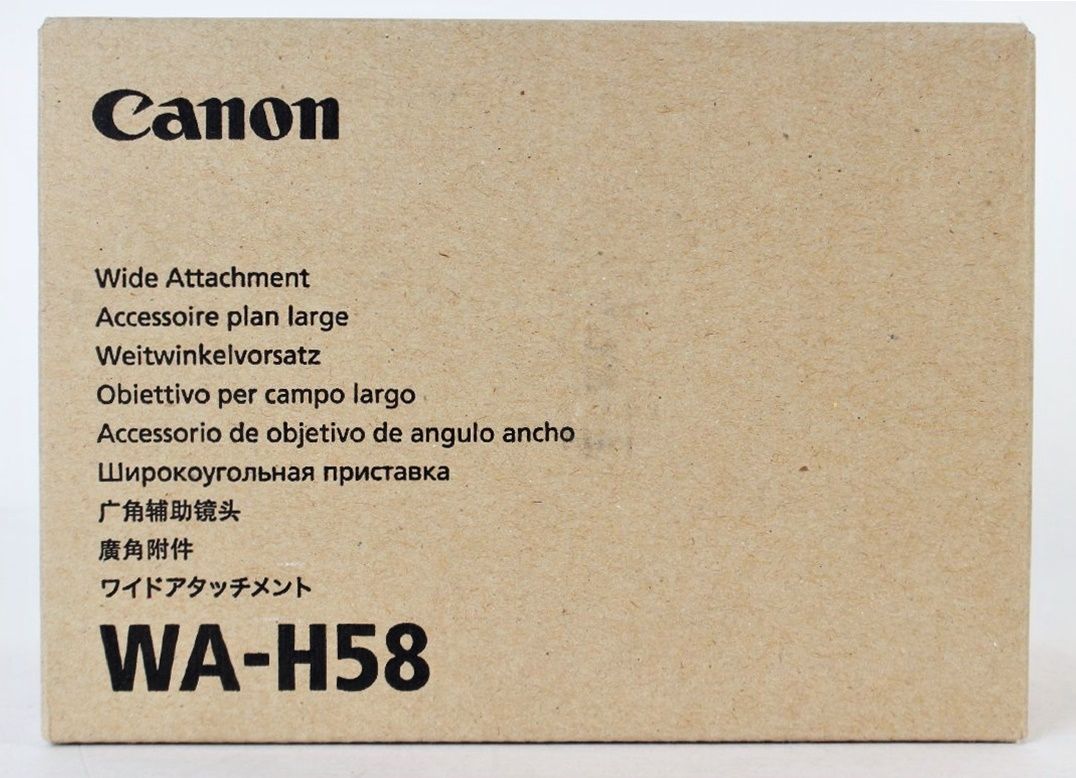 Canon
Wide Attachment
Accessoire plan large
Weitwinkelvorsatz
Obiettivo per campo largo
Accessorio de objetivo de angulo ancho
Широкоугольная приставка
广角辅助镜头
廣角附件
ワイドアタッチメント
WA-H58